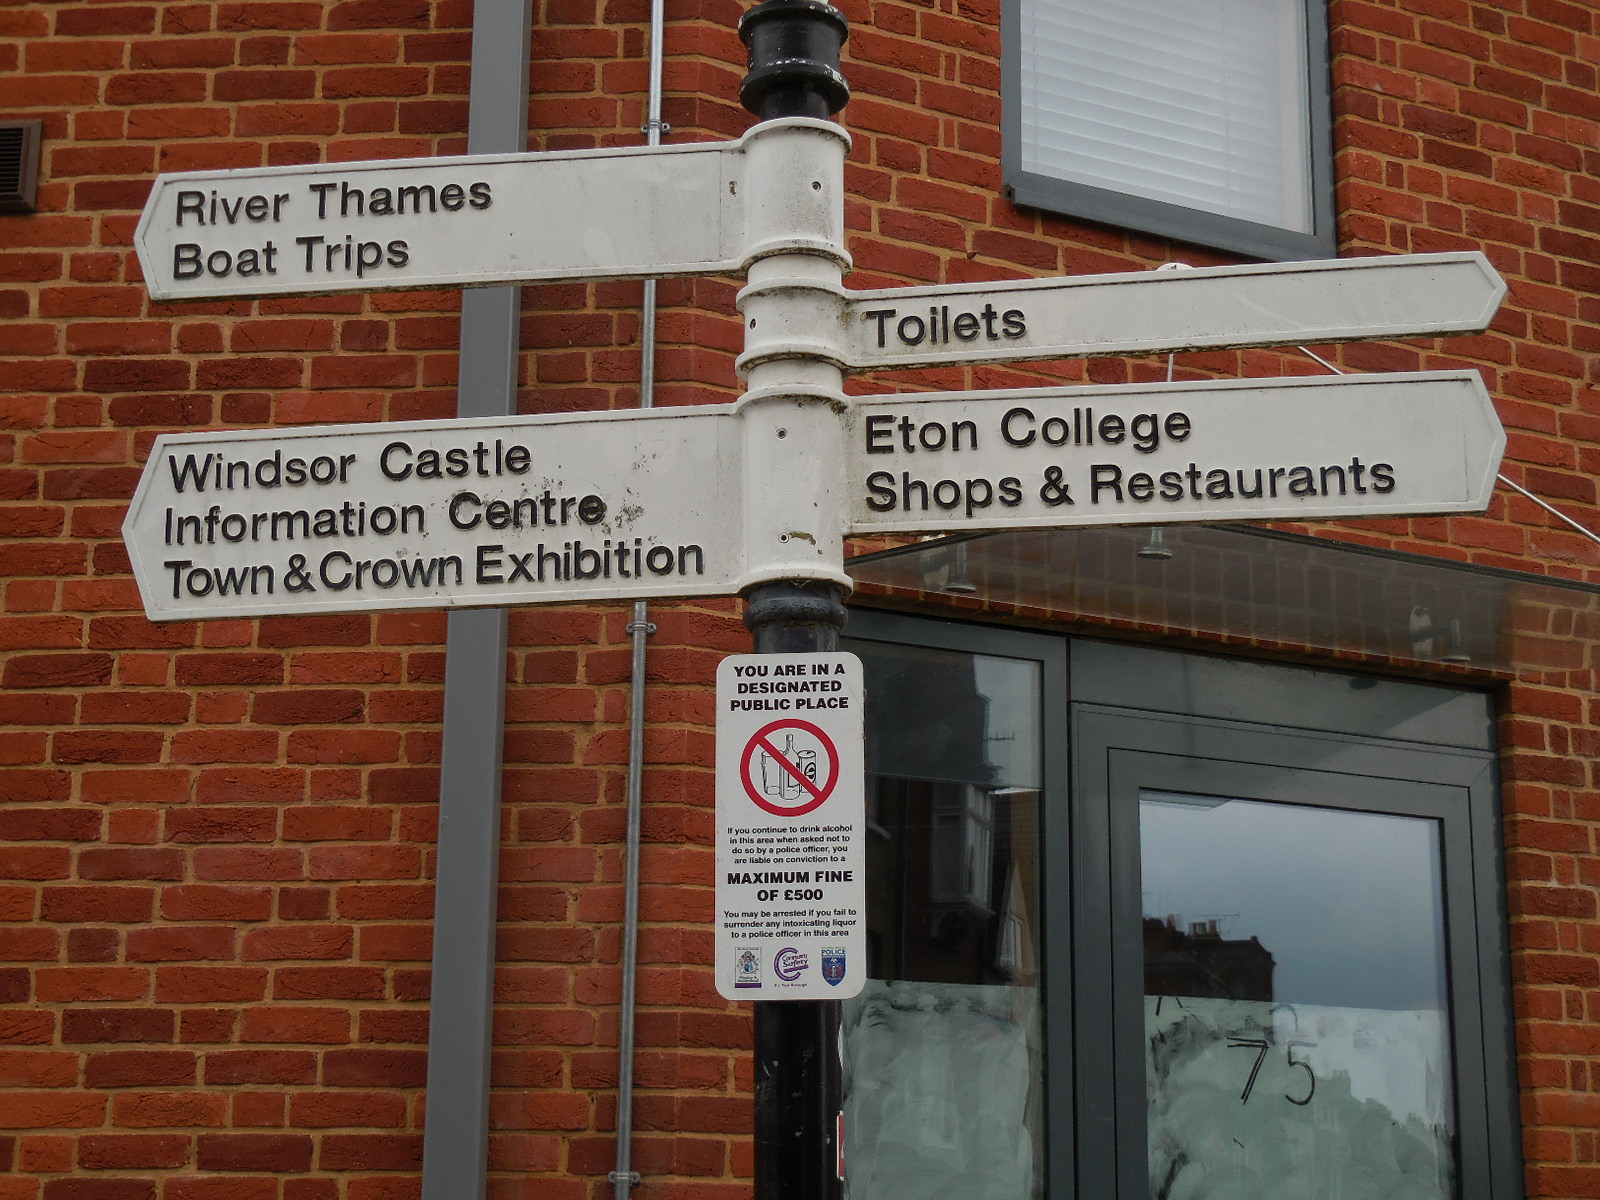 River Thames
Boat Trips
Toilets
Windsor Castle
Information Centre
Town & Crown Exhibition
Eton College
Shops & Restaurants
YOU ARE IN A
DESIGNATED
PUBLIC PLACE
If you continue to drink alcohol
in this area when asked not to
do so by a police officer, you
are liable on conviction to a
MAXIMUM FINE
OF £500
You may be arrested if you fail to
surrender any intoxicating liquor
to a police officer in this area
Community
Safety
POLICE
75